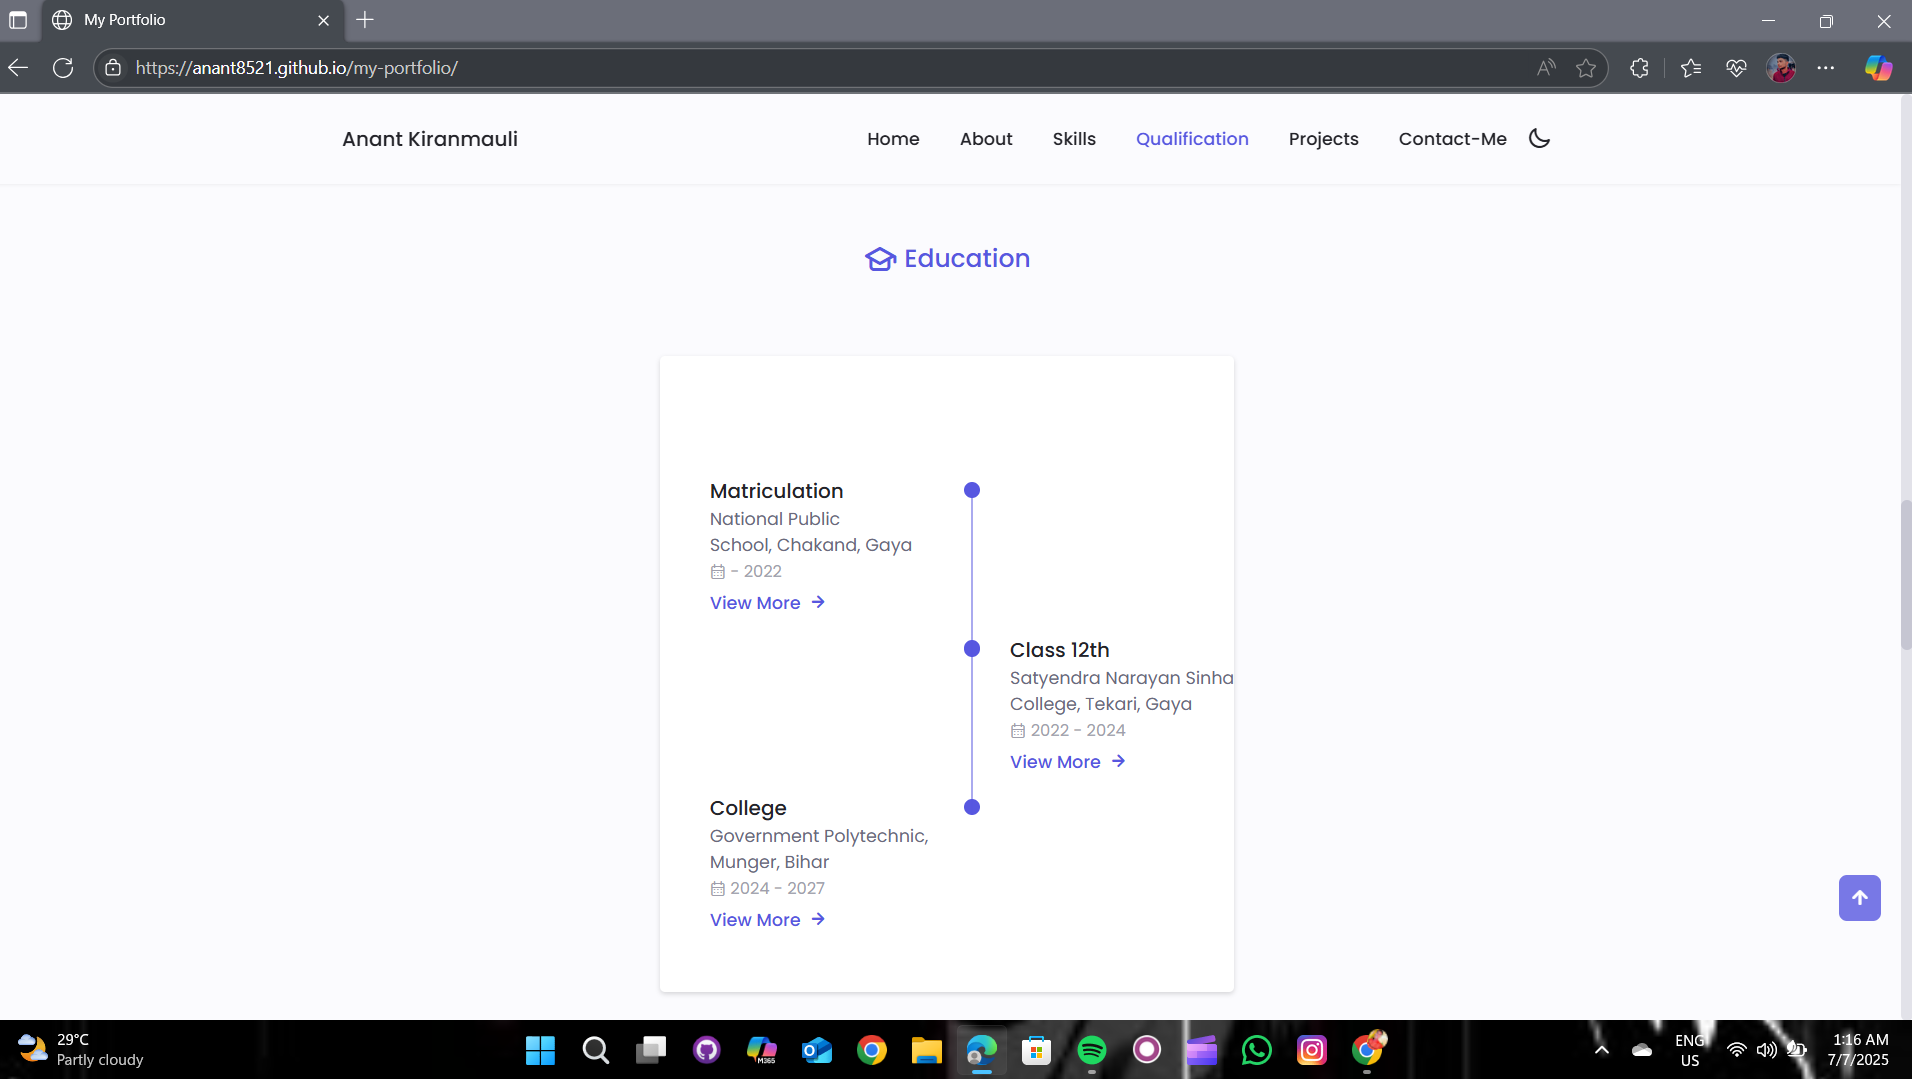 My Portfolio
https://anant8521.github.io/my-portfolio/
Anant Kiranmauli
Home About Skills Qualification Projects Contact-Me
Education
Matriculation
National Public
School, Chakand, Gaya
- 2022
View More
Class 12th
Satyendra Narayan Sinha
College, Tekari, Gaya
2022 - 2024
View More
College
Government Polytechnic,
Munger, Bihar
2024 - 2027
View More
29°C
Partly cloudy
M365
ENG
US
1:16 AM
7/7/2025